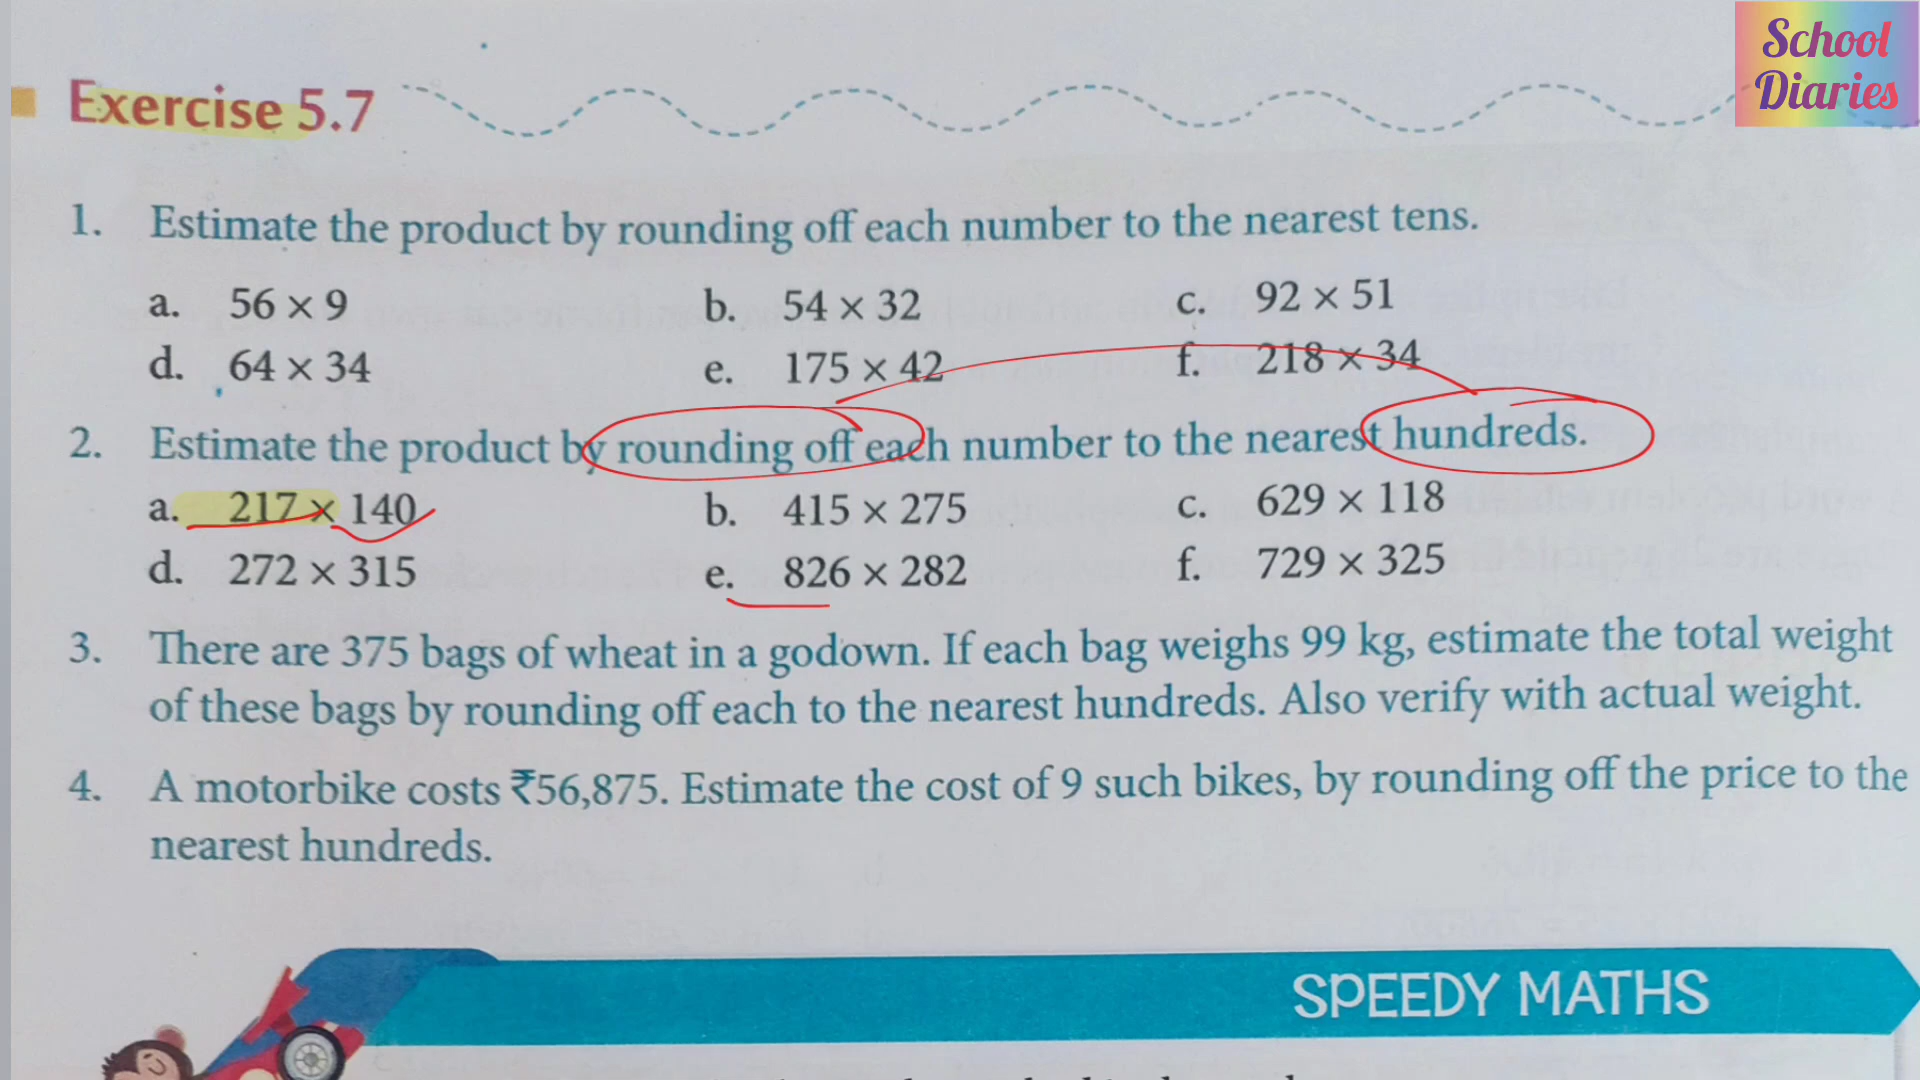 School
Diaries
Exercise 5.7
1. Estimate the product by rounding off each number to the nearest tens.
a. 56 × 9 b. 54 × 32 c. 92 × 51
d. 64 × 34 e. 175 × 42 f. 218 × 34
2. Estimate the product by rounding off each number to the nearest hundreds.
a. 217 × 140 b. 415 × 275 c. 629 × 118
d. 272 × 315 e. 826 × 282 f. 729 × 325
3. There are 375 bags of wheat in a godown. If each bag weighs 99 kg, estimate the total weight
of these bags by rounding off each to the nearest hundreds. Also verify with actual weight.
4. A motorbike costs ₹56,875. Estimate the cost of 9 such bikes, by rounding off the price to the
nearest hundreds.
SPEEDY MATHS